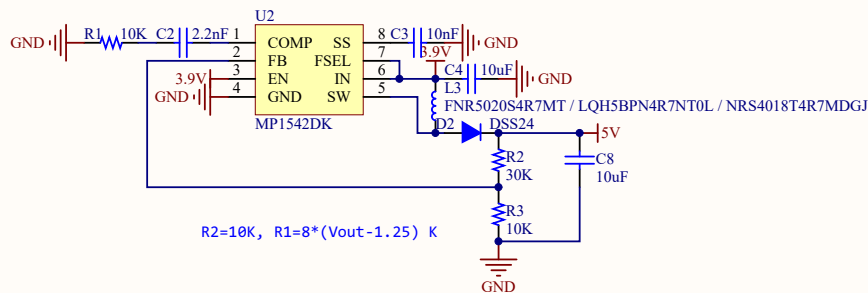 U2
R1 10K C2 2.2nF 1 COMP SS 8 C3 10nF
GND GND
2 FB FSEL 7 3.9V
3.9V 3 EN IN 6 C4 10uF GND
GND 4 GND SW 5 L3
FNR5020S4R7MT / LQH5BPN4R7NT0L / NRS4018T4R7MDGJ
MP1542DK D2 DSS24 5V
R2 C8
30K 10uF
R3
10K
R2=10K, R1=8*(Vout-1.25) K
GND